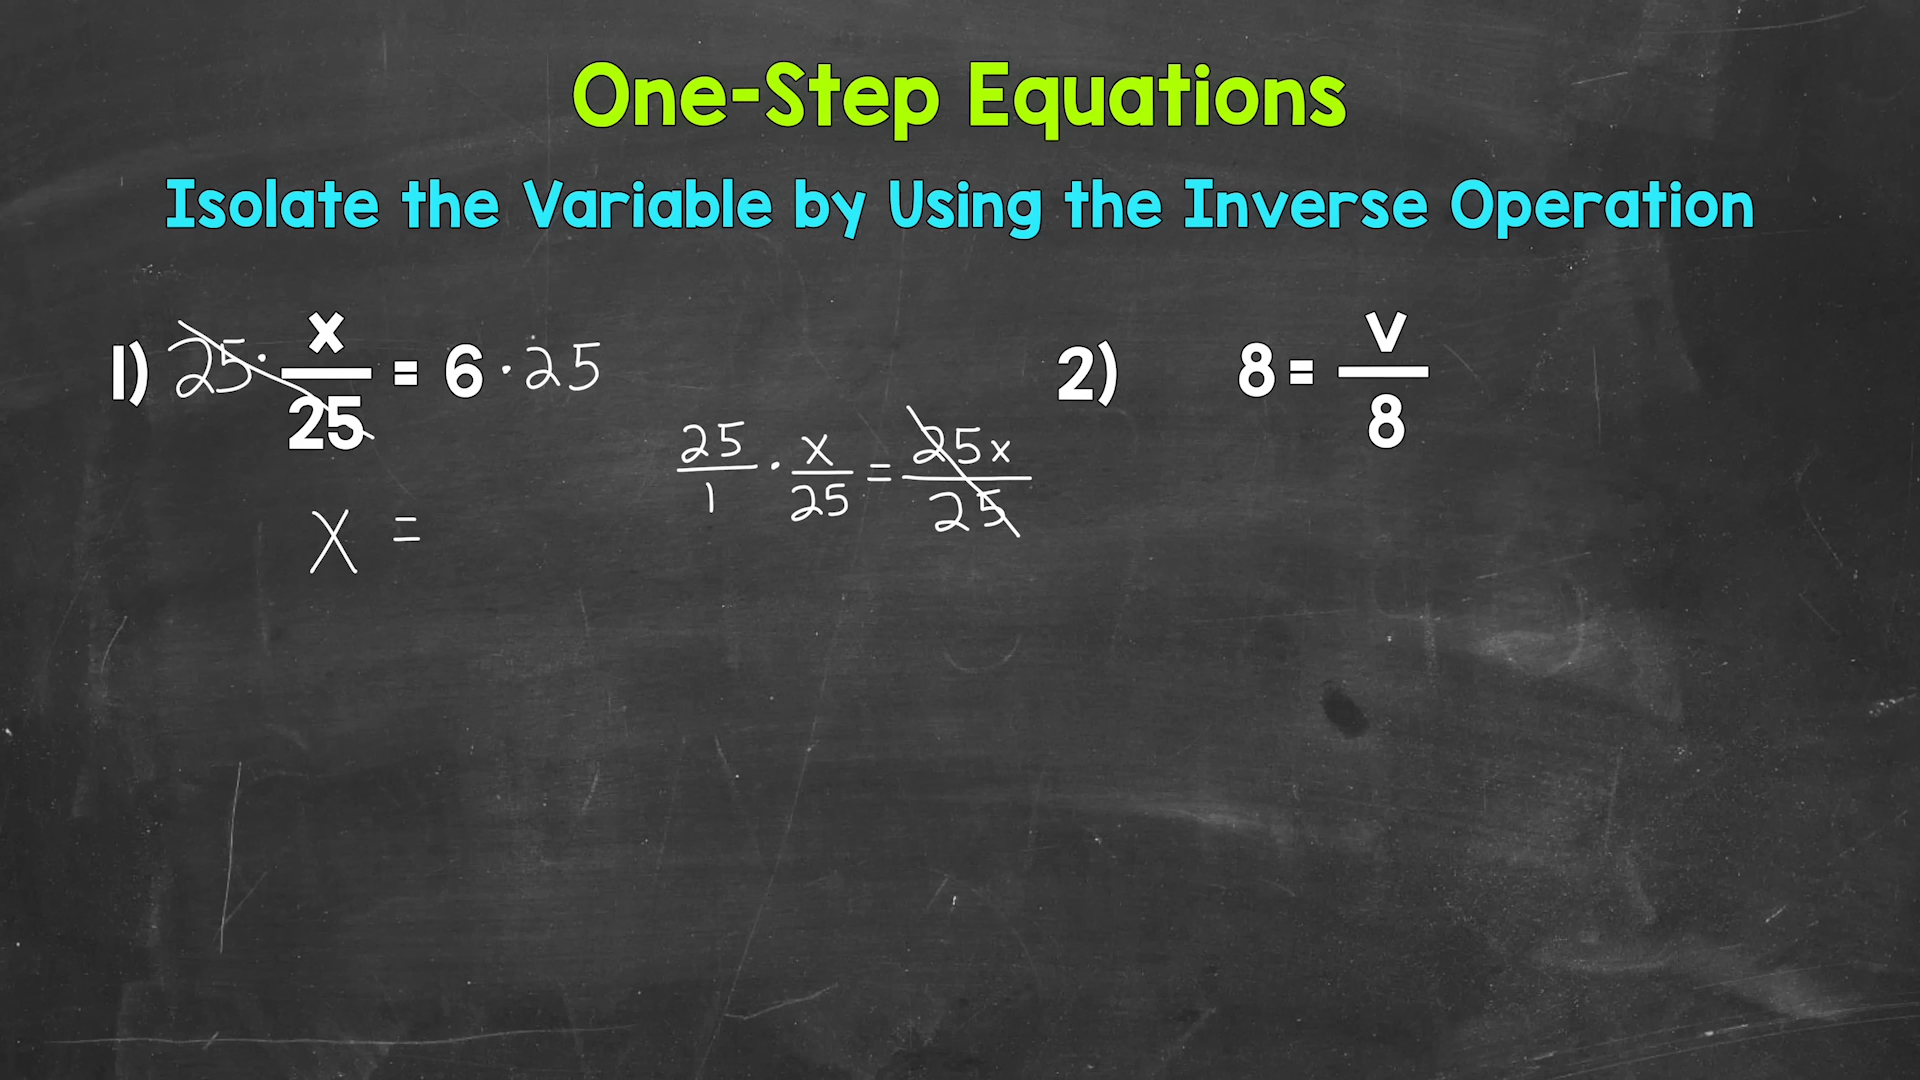 One-Step Equations
Isolate the Variable by Using the Inverse Operation
1) 25 · x/25 = 6 · 25
25/1 · x/25 = 25x/25
x =
2) 8 = v/8